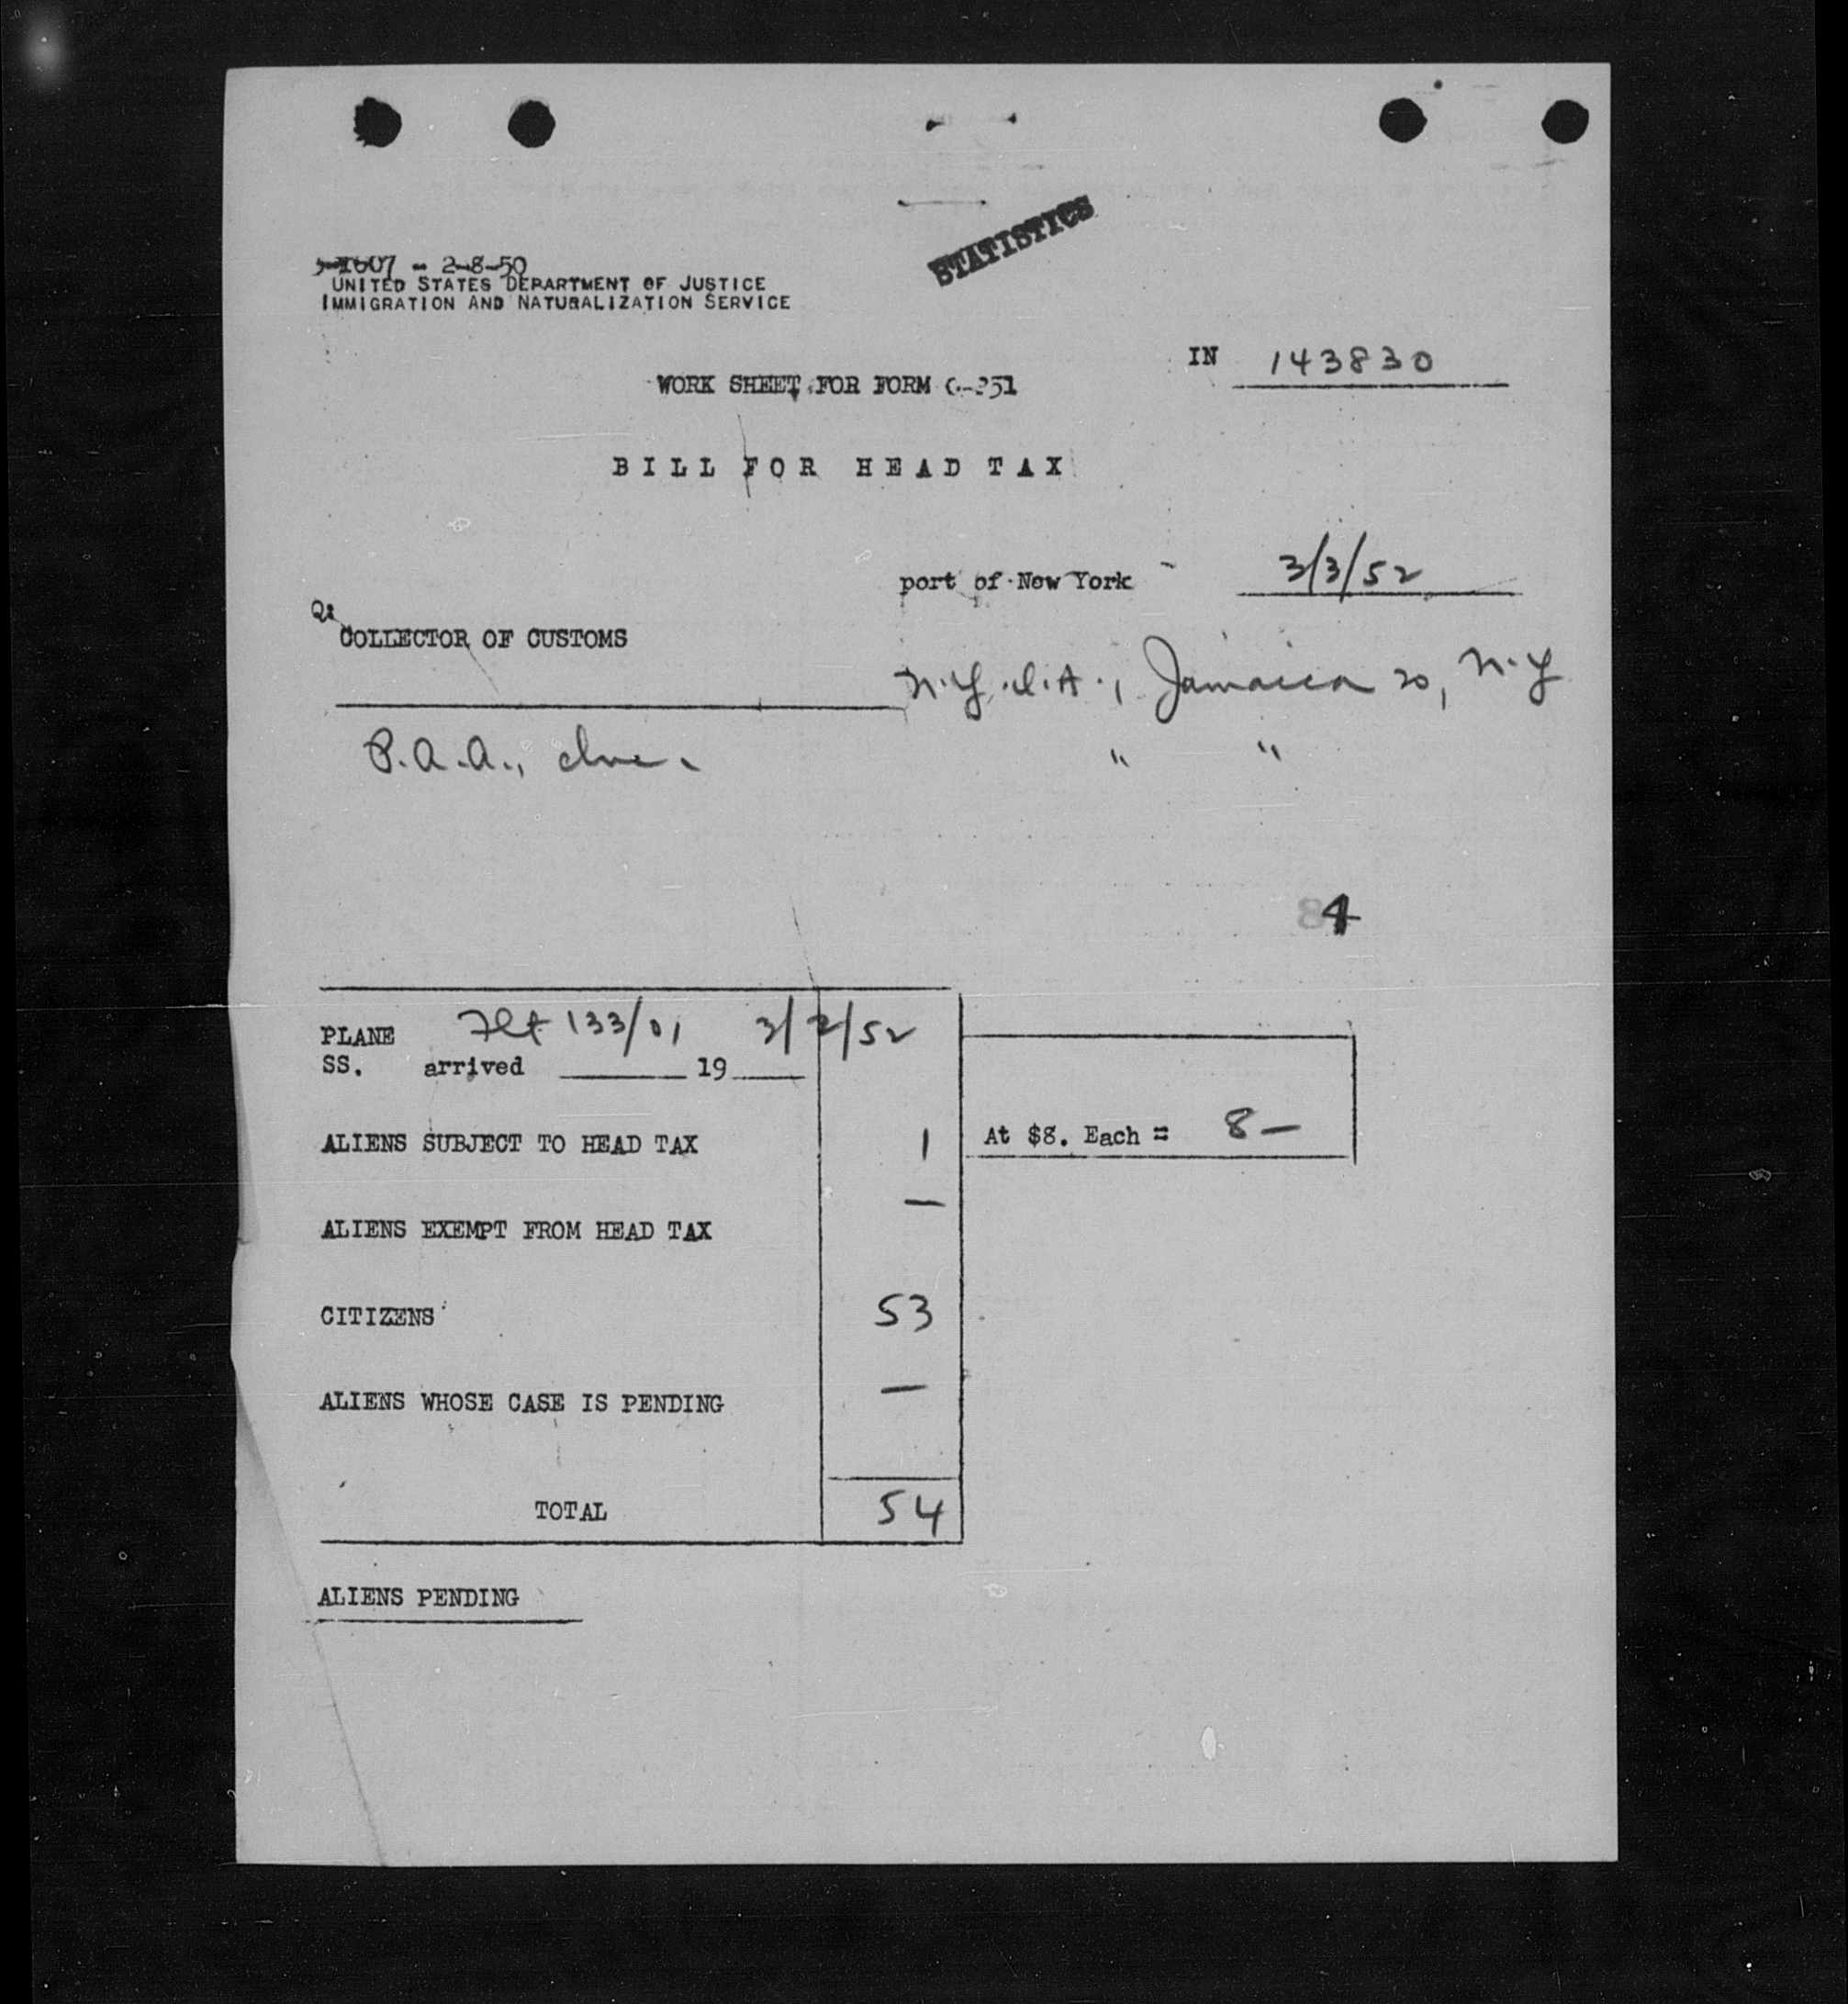 STATISTICS
-1607 - 2-8-50
UNITED STATES DEPARTMENT OF JUSTICE
IMMIGRATION AND NATURALIZATION SERVICE
IN 143830
WORK SHEET FOR FORM G-251
BILL FOR HEAD TAX
port of New York 3/3/52
COLLECTOR OF CUSTOMS
N.Y.I.A., Jamaica 20, N.Y
P.A.A., Inc. " "
84
PLANE Flt 133/01 3/2/52
SS. arrived 19
ALIENS SUBJECT TO HEAD TAX 1 At $8. Each = 8 —
ALIENS EXEMPT FROM HEAD TAX —
CITIZENS 53
ALIENS WHOSE CASE IS PENDING —
TOTAL 54
ALIENS PENDING